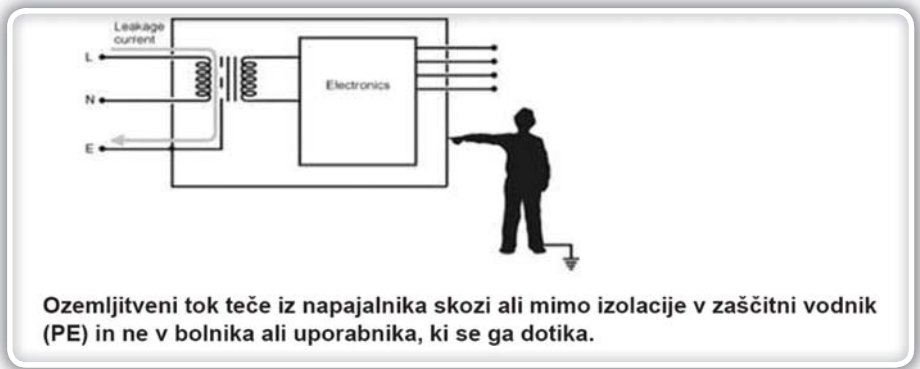 Leakage
current
L
N
E
Electronics
Ozemljitveni tok teče iz napajalnika skozi ali mimo izolacije v zaščitni vodnik
(PE) in ne v bolnika ali uporabnika, ki se ga dotika.